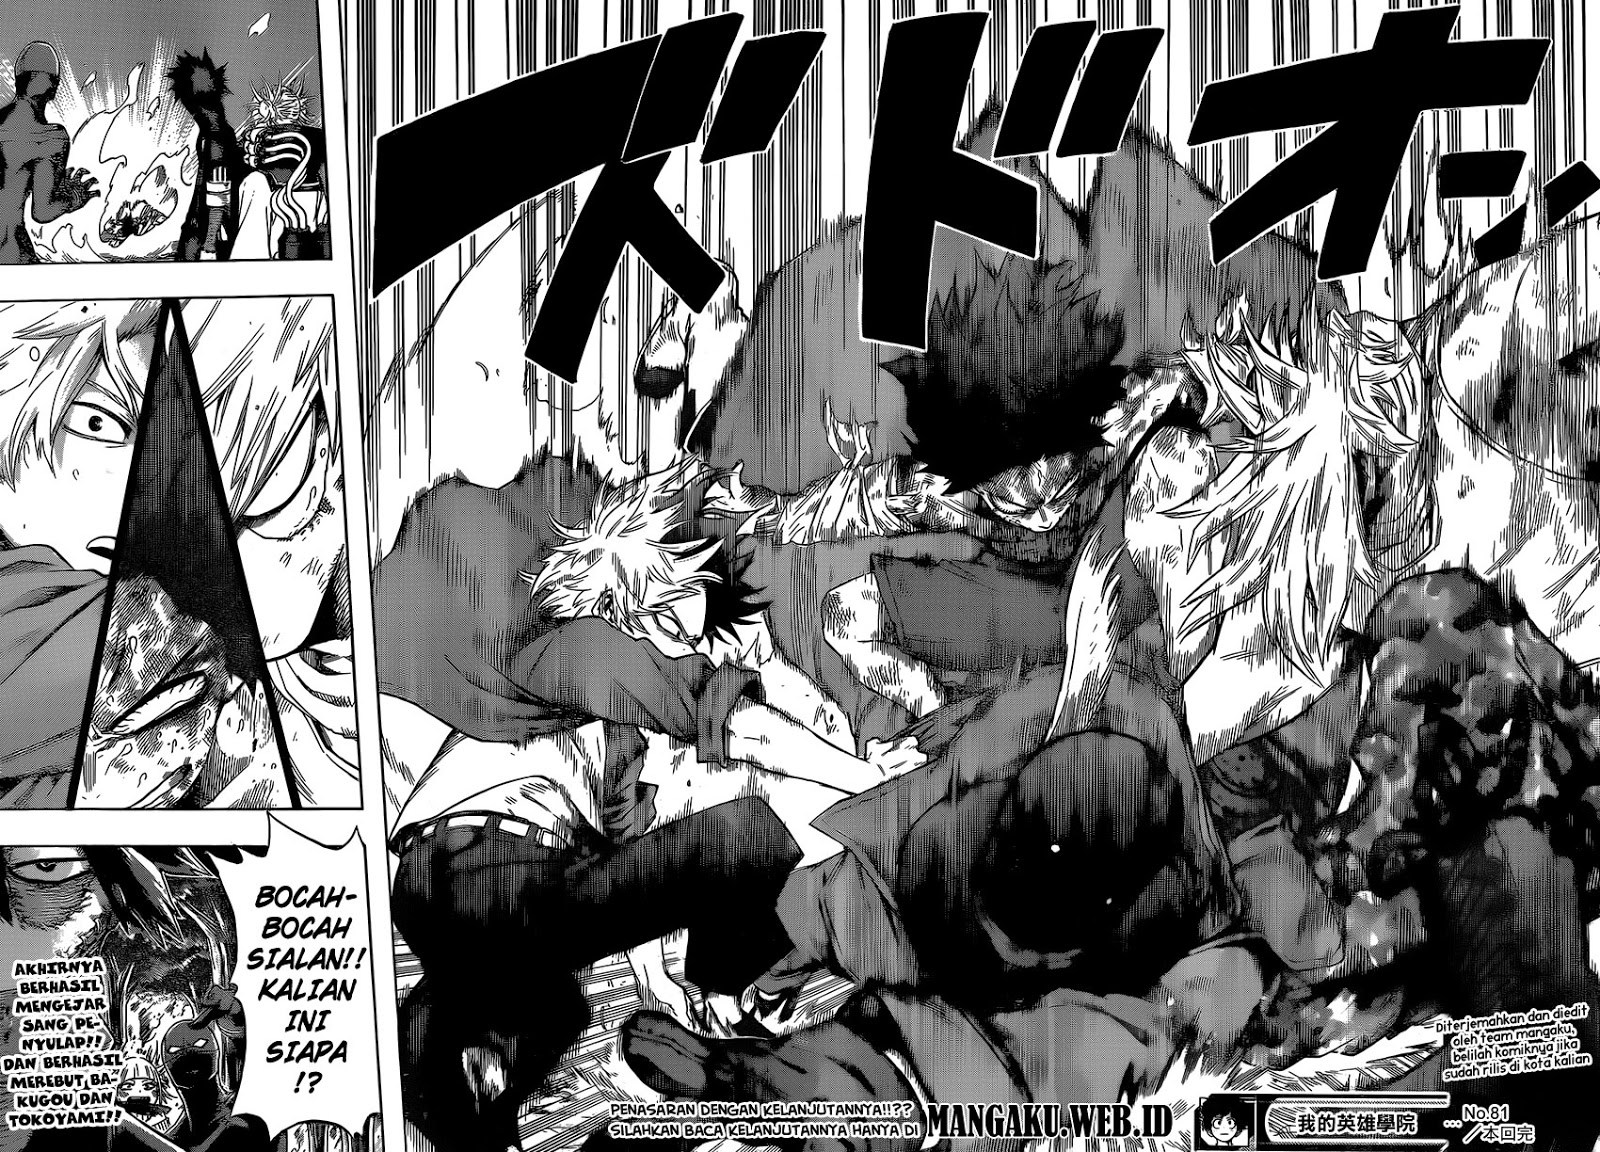 ズドオン
BOCAH-
BOCAH
SIALAN!!
KALIAN
INI
SIAPA
!?
AKHIRNYA
BERHASIL
MENGEJAR
SANG PE-
NYULAP!!
DAN BERHASIL
MEREBUT BA-
KUGOU DAN
TOKOYAMI!!
Diterjemahkan dan diedit
oleh team mangaku,
belilah komiknya jika
sudah rilis di kota kalian
PENASARAN DENGAN KELANJUTANNYA!!??
SILAHKAN BACA KELANJUTANNYA HANYA DI MANGAKU.WEB.ID
我的英雄學院
No.81
…／本回完